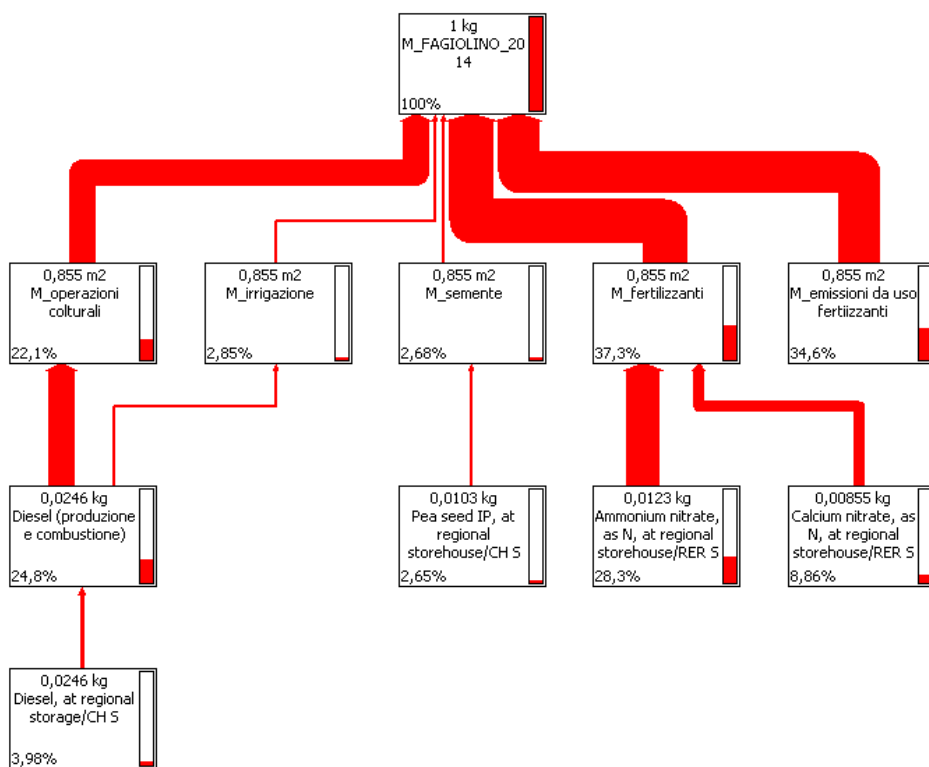 1 kg
M_FAGIOLINO_20
14
100%
0,855 m2
M_operazioni
colturali
22,1%
0,855 m2
M_irrigazione
2,85%
0,855 m2
M_semente
2,68%
0,855 m2
M_fertilizzanti
37,3%
0,855 m2
M_emissioni da uso
fertiizzanti
34,6%
0,0246 kg
Diesel (produzione
e combustione)
24,8%
0,0103 kg
Pea seed IP, at
regional
storehouse/CH S
2,65%
0,0123 kg
Ammonium nitrate,
as N, at regional
storehouse/RER S
28,3%
0,00855 kg
Calcium nitrate, as
N, at regional
storehouse/RER S
8,86%
0,0246 kg
Diesel, at regional
storage/CH S
3,98%